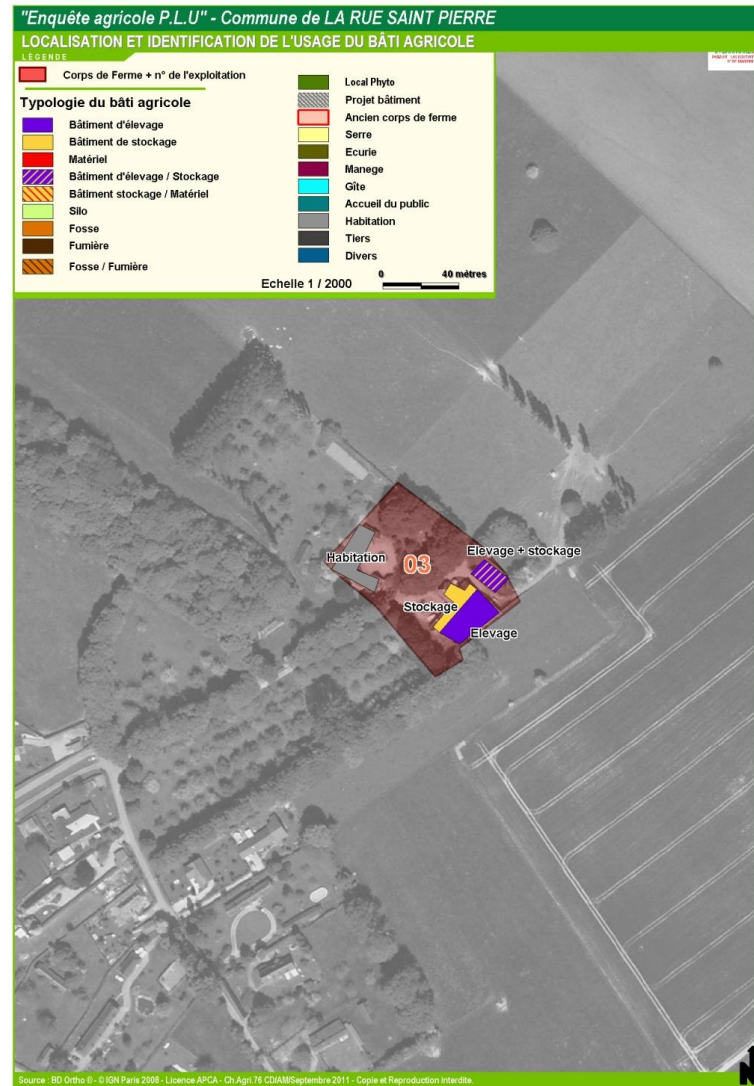 "Enquête agricole P.L.U" - Commune de LA RUE SAINT PIERRE
LOCALISATION ET IDENTIFICATION DE L'USAGE DU BÂTI AGRICOLE
LÉGENDE
Corps de Ferme + n° de l'exploitation
Typologie du bâti agricole
Bâtiment d'élevage
Bâtiment de stockage
Matériel
Bâtiment d'élevage / Stockage
Bâtiment stockage / Matériel
Silo
Fosse
Fumière
Fosse / Fumière
Local Phyto
Projet bâtiment
Ancien corps de ferme
Serre
Ecurie
Manege
Gîte
Accueil du public
Habitation
Tiers
Divers
Echelle 1 / 2000
0 40 mètres
Elevage + stockage
Habitation
03
Stockage
Elevage
Source : BD Ortho © - © IGN Paris 2008 - Licence APCA - Ch.Agri.76 CDI/AM/Septembre 2011 - Copie et Reproduction interdite.